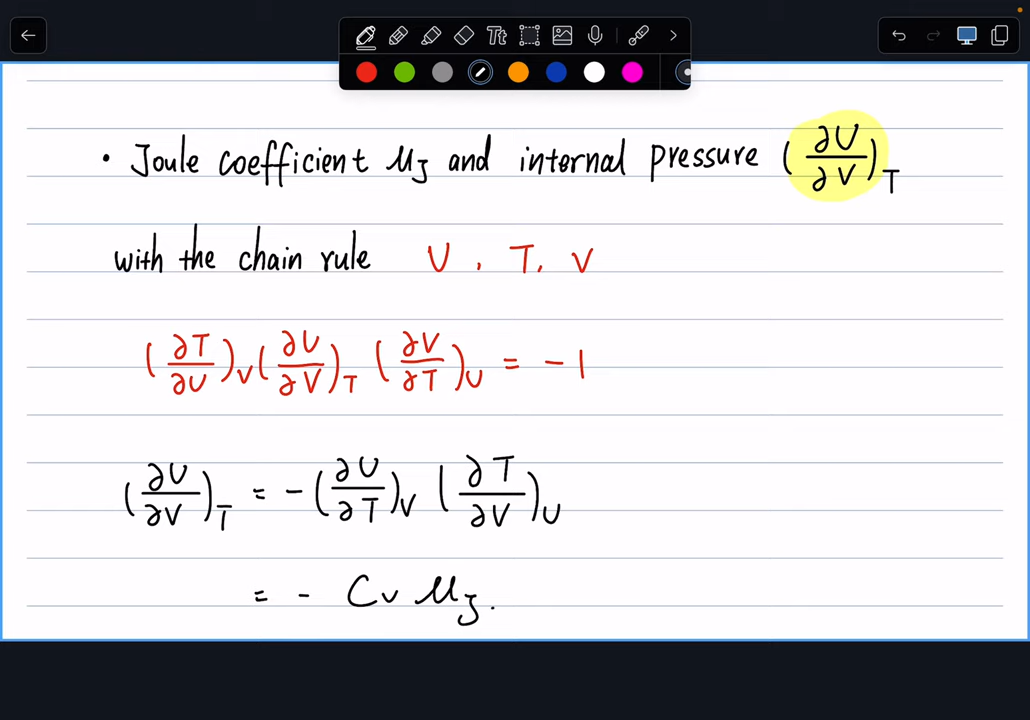 • Joule coefficient μJ and internal pressure (∂U/∂V)T
with the chain rule U, T, V
(∂T/∂U)V (∂U/∂V)T (∂V/∂T)U = -1
(∂U/∂V)T = -(∂U/∂T)V (∂T/∂V)U
= - Cv μJ.